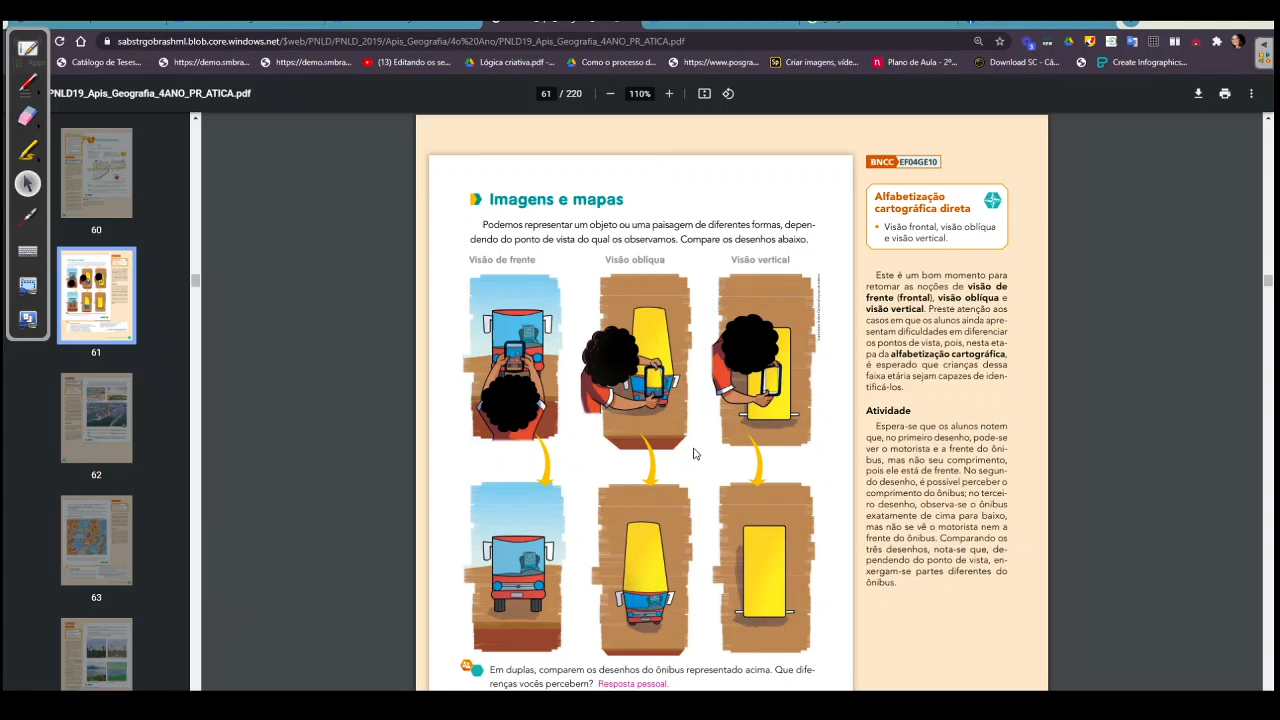 sabstrgobrashml.blob.core.windows.net/$web/PNLD/PNLD_2019/Apis_Geografia/4o%20Ano/PNLD19_Apis_Geografia_4ANO_PR_ATICA.pdf
Apps
Catálogo de Teses...
https://demo.smbra...
https://demo.smbra...
(13) Editando os se...
Lógica criativa.pdf -...
Como o processo d...
https://www.posgra...
Criar imagens, víde...
Plano de Aula - 2º...
Download SC - Câ...
Create Infographics...
PNLD19_Apis_Geografia_4ANO_PR_ATICA.pdf
61 / 220
110%
60
61
62
63
Imagens e mapas
Podemos representar um objeto ou uma paisagem de diferentes formas, depen-
dendo do ponto de vista do qual os observamos. Compare os desenhos abaixo.
Visão de frente
Visão oblíqua
Visão vertical
Em duplas, comparem os desenhos do ônibus representado acima. Que dife-
renças vocês percebem? Resposta pessoal.
BNCC EF04GE10
Alfabetização
cartográfica direta
• Visão frontal, visão oblíqua
e visão vertical.
Este é um bom momento para
retomar as noções de visão de
frente (frontal), visão oblíqua e
visão vertical. Preste atenção aos
casos em que os alunos ainda apre-
sentam dificuldades em diferenciar
os pontos de vista, pois, nesta eta-
pa da alfabetização cartográfica,
é esperado que crianças dessa
faixa etária sejam capazes de iden-
tificá-los.
Atividade
Espera-se que os alunos notem
que, no primeiro desenho, pode-se
ver o motorista e a frente do ôni-
bus, mas não seu comprimento,
pois ele está de frente. No segun-
do desenho, é possível perceber o
comprimento do ônibus; no tercei-
ro desenho, observa-se o ônibus
exatamente de cima para baixo,
mas não se vê o motorista nem a
frente do ônibus. Comparando os
três desenhos, nota-se que, de-
pendendo do ponto de vista, en-
xergam-se partes diferentes do
ônibus.